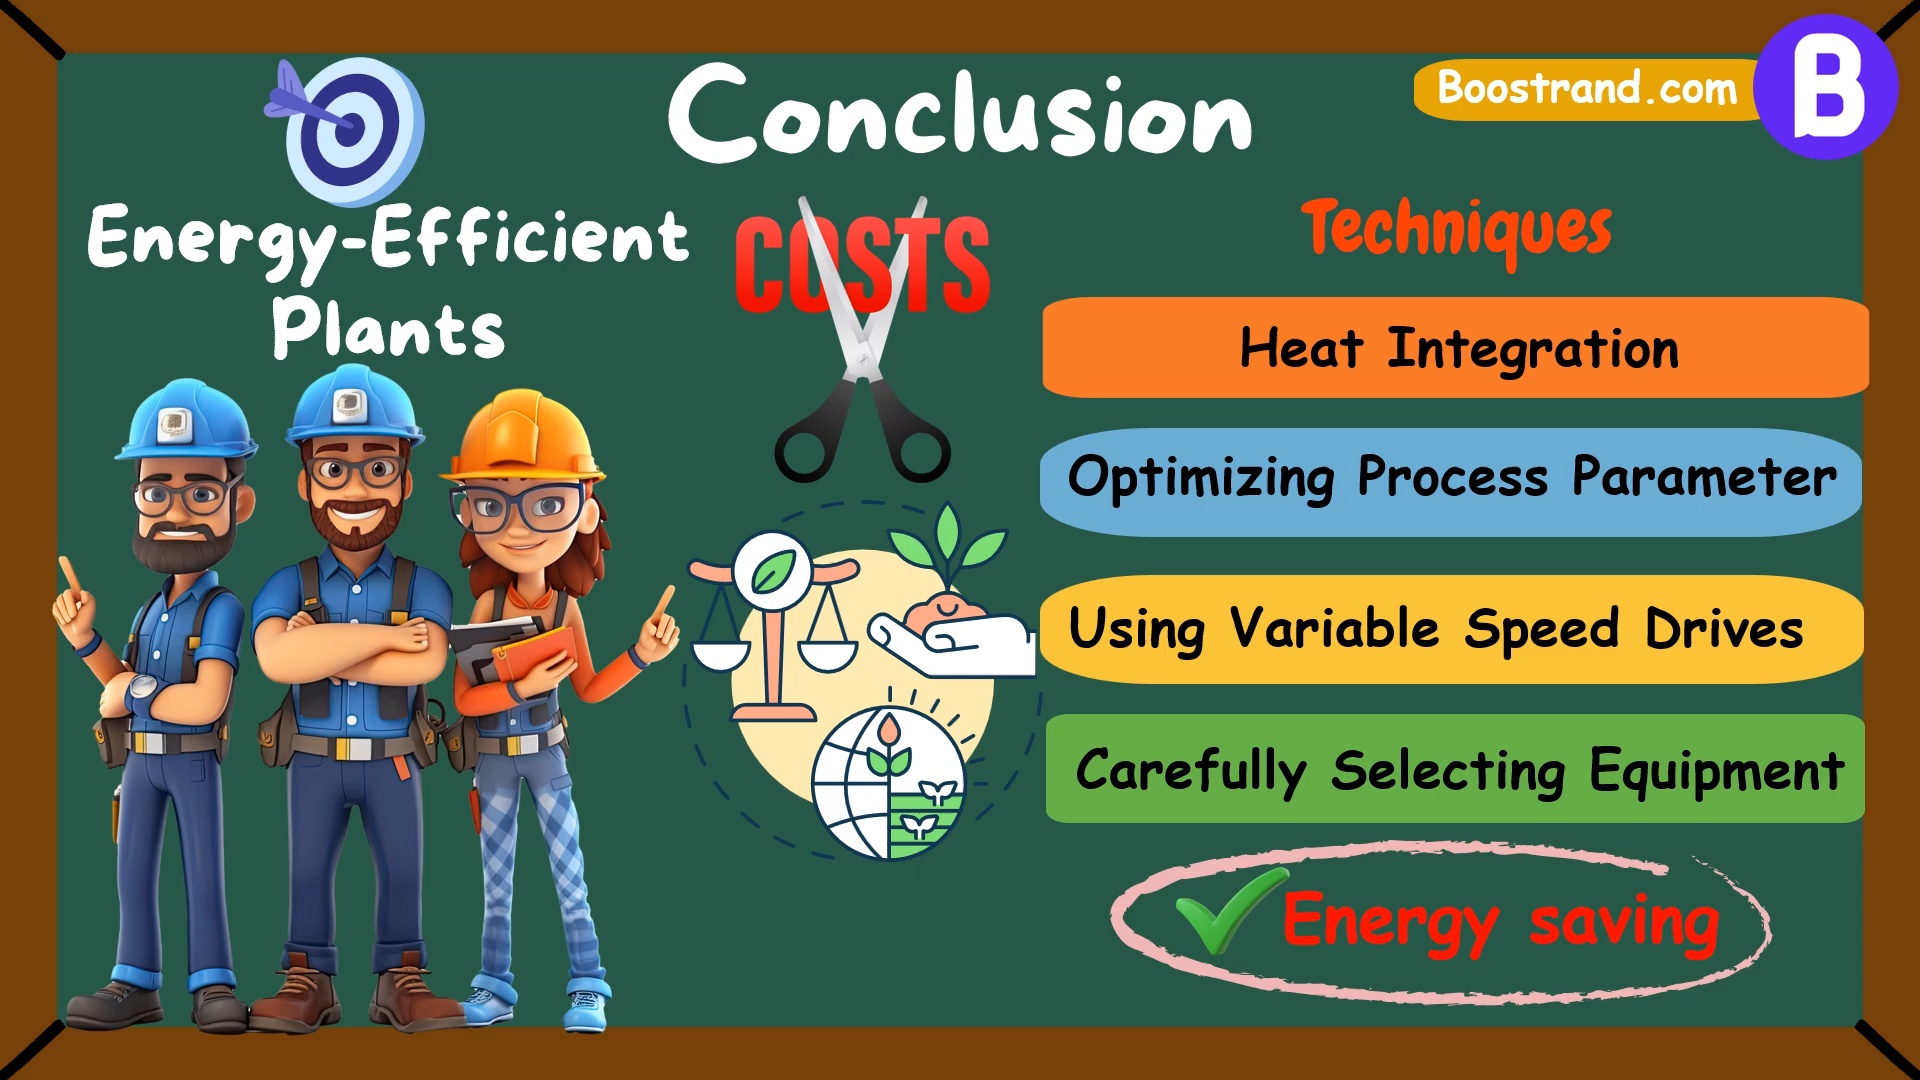 Conclusion
Boostrand.com
B
Energy-Efficient
Plants
COSTS
Techniques
Heat Integration
Optimizing Process Parameter
Using Variable Speed Drives
Carefully Selecting Equipment
Energy saving